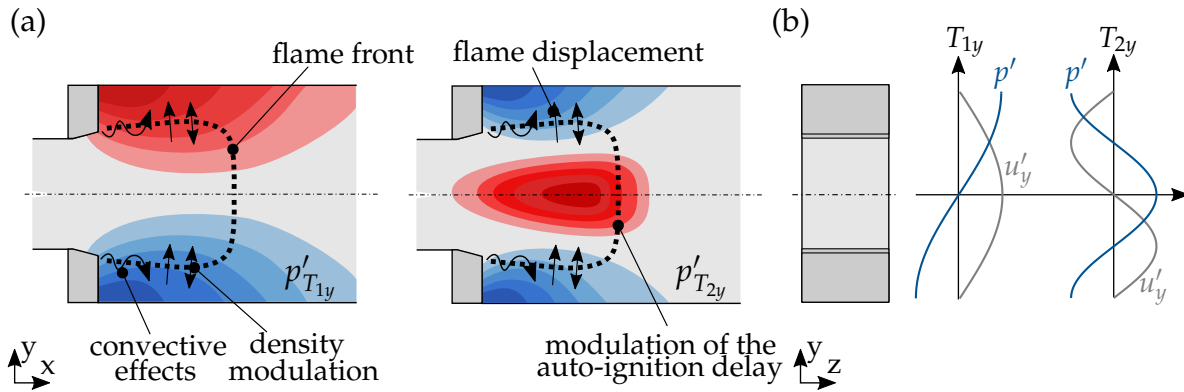 (a)
flame front
flame displacement
(b)
T1y
T2y
p′
p′
u′y
u′y
p′T1y
p′T2y
convective
effects
density
modulation
modulation of the
auto-ignition delay
y
x
y
z